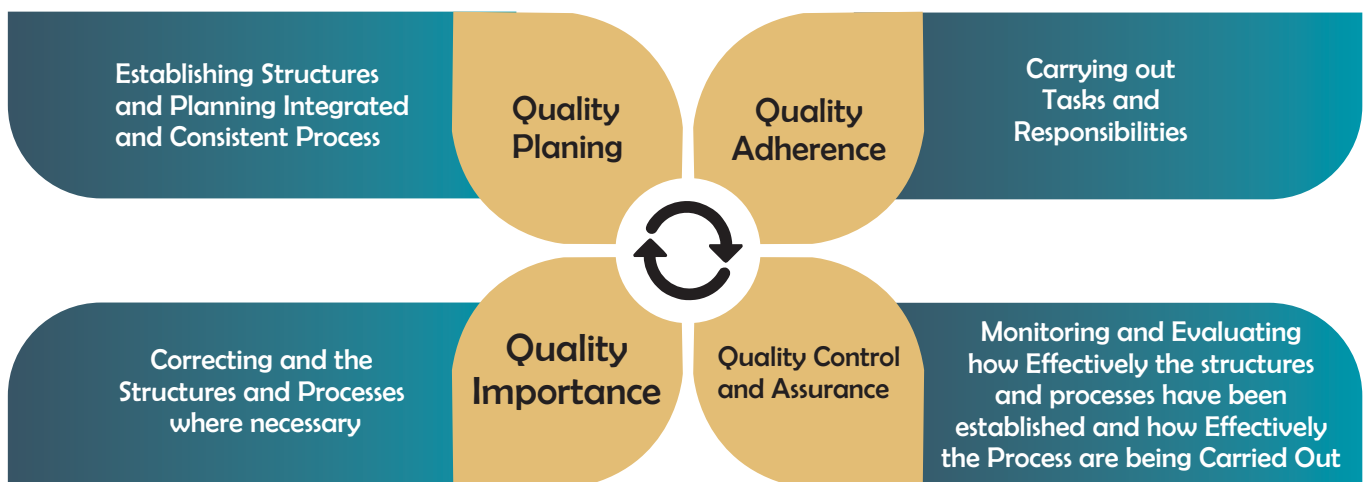 Establishing Structures
and Planning Integrated
and Consistent Process
Quality
Planing
Quality
Adherence
Carrying out
Tasks and
Responsibilities
Correcting and the
Structures and Processes
where necessary
Quality
Importance
Quality Control
and Assurance
Monitoring and Evaluating
how Effectively the structures
and processes have been
established and how Effectively
the Process are being Carried Out